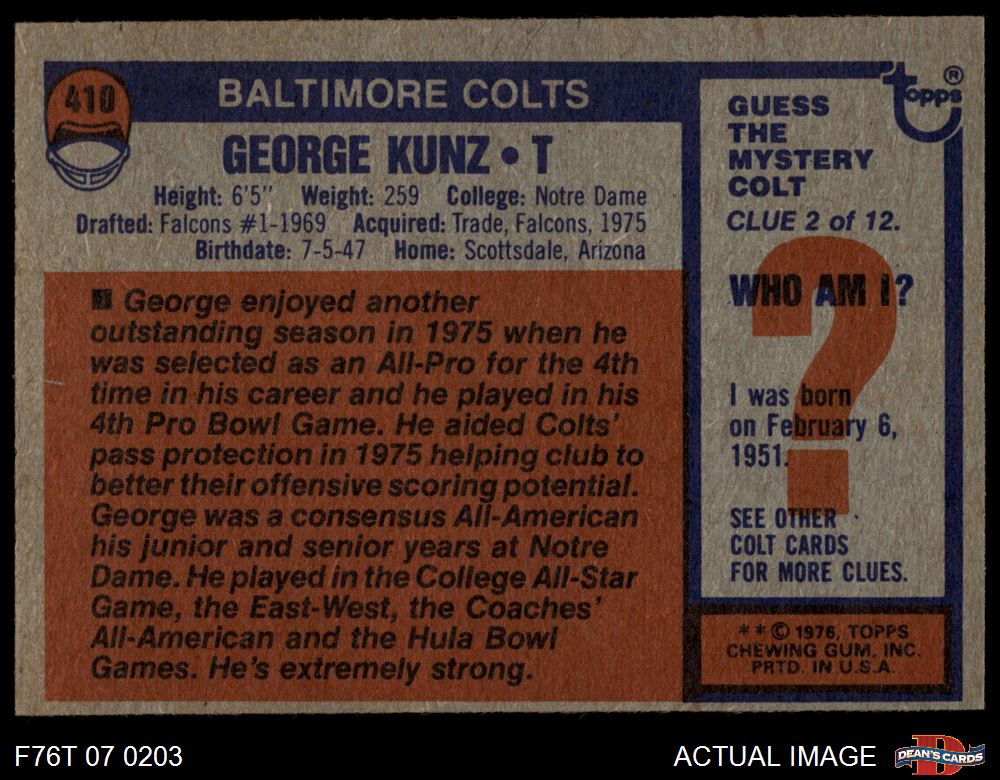 410
BALTIMORE COLTS
GEORGE KUNZ • T
Height: 6'5" Weight: 259 College: Notre Dame
Drafted: Falcons #1-1969 Acquired: Trade, Falcons, 1975
Birthdate: 7-5-47 Home: Scottsdale, Arizona
■ George enjoyed another
outstanding season in 1975 when he
was selected as an All-Pro for the 4th
time in his career and he played in his
4th Pro Bowl Game. He aided Colts'
pass protection in 1975 helping club to
better their offensive scoring potential.
George was a consensus All-American
his junior and senior years at Notre
Dame. He played in the College All-Star
Game, the East-West, the Coaches'
All-American and the Hula Bowl
Games. He's extremely strong.
topps ®
GUESS
THE
MYSTERY
COLT
CLUE 2 of 12.
?
WHO AM I?
I was born
on February 6,
1951.
SEE OTHER
COLT CARDS
FOR MORE CLUES.
* * © 1976, TOPPS
CHEWING GUM, INC.
PRTD. IN U.S.A.
F76T 07 0203
ACTUAL IMAGE
D
DEAN'S CARDS